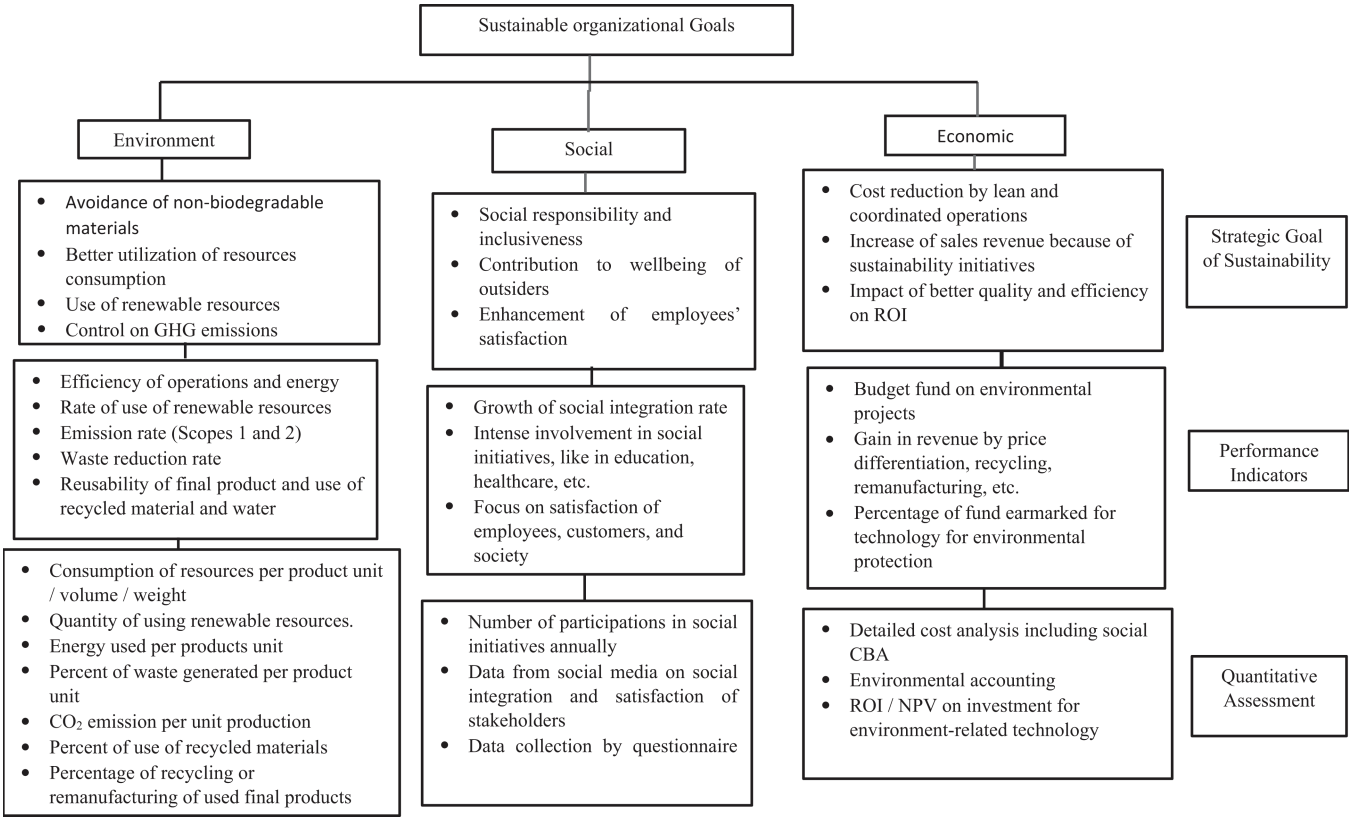 Sustainable organizational Goals
Environment
Social
Economic
• Avoidance of non-biodegradable
materials
• Better utilization of resources
consumption
• Use of renewable resources
• Control on GHG emissions
• Social responsibility and
inclusiveness
• Contribution to wellbeing of
outsiders
• Enhancement of employees’
satisfaction
• Cost reduction by lean and
coordinated operations
• Increase of sales revenue because of
sustainability initiatives
• Impact of better quality and efficiency
on ROI
Strategic Goal
of Sustainability
• Efficiency of operations and energy
• Rate of use of renewable resources
• Emission rate (Scopes 1 and 2)
• Waste reduction rate
• Reusability of final product and use of
recycled material and water
• Growth of social integration rate
• Intense involvement in social
initiatives, like in education,
healthcare, etc.
• Focus on satisfaction of
employees, customers, and
society
• Budget fund on environmental
projects
• Gain in revenue by price
differentiation, recycling,
remanufacturing, etc.
• Percentage of fund earmarked for
technology for environmental
protection
Performance
Indicators
• Consumption of resources per product unit
/ volume / weight
• Quantity of using renewable resources.
• Energy used per products unit
• Percent of waste generated per product
unit
• CO₂ emission per unit production
• Percent of use of recycled materials
• Percentage of recycling or
remanufacturing of used final products
• Number of participations in social
initiatives annually
• Data from social media on social
integration and satisfaction of
stakeholders
• Data collection by questionnaire
• Detailed cost analysis including social
CBA
• Environmental accounting
• ROI / NPV on investment for
environment-related technology
Quantitative
Assessment